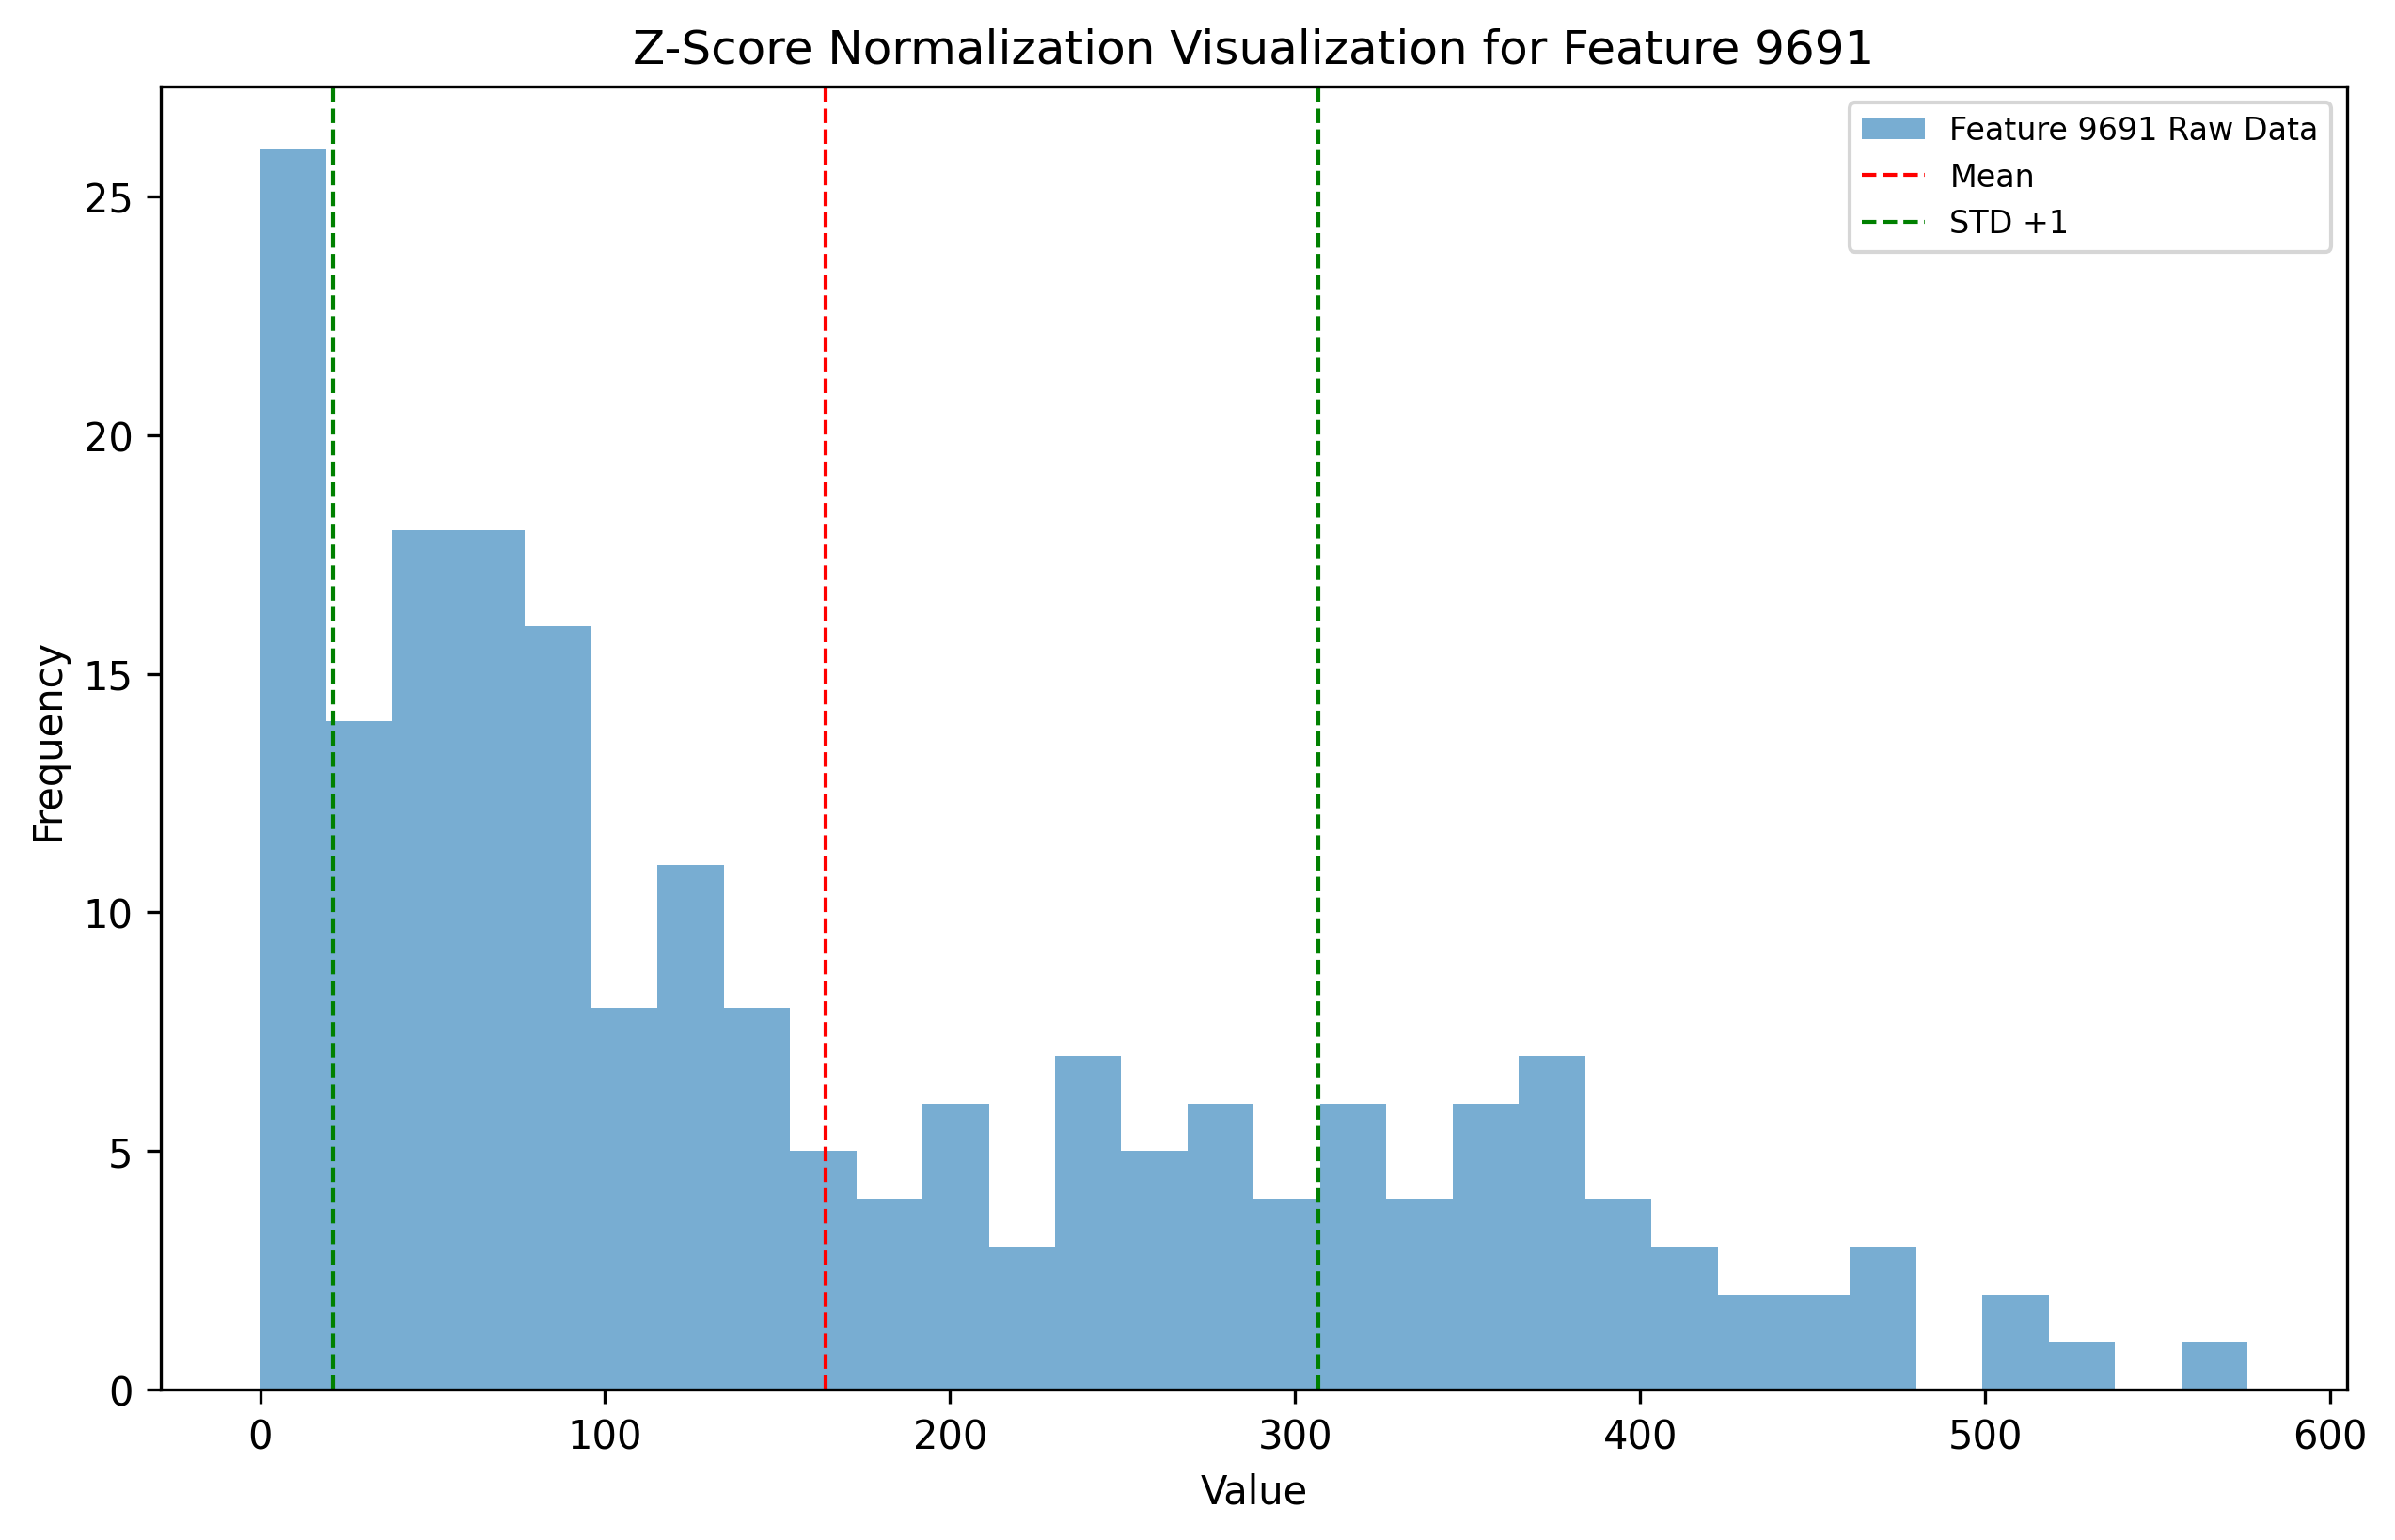 Z-Score Normalization Visualization for Feature 9691
Feature 9691 Raw Data
Mean
STD +1
Frequency
25
20
15
10
5
0
0 100 200 300 400 500 600
Value